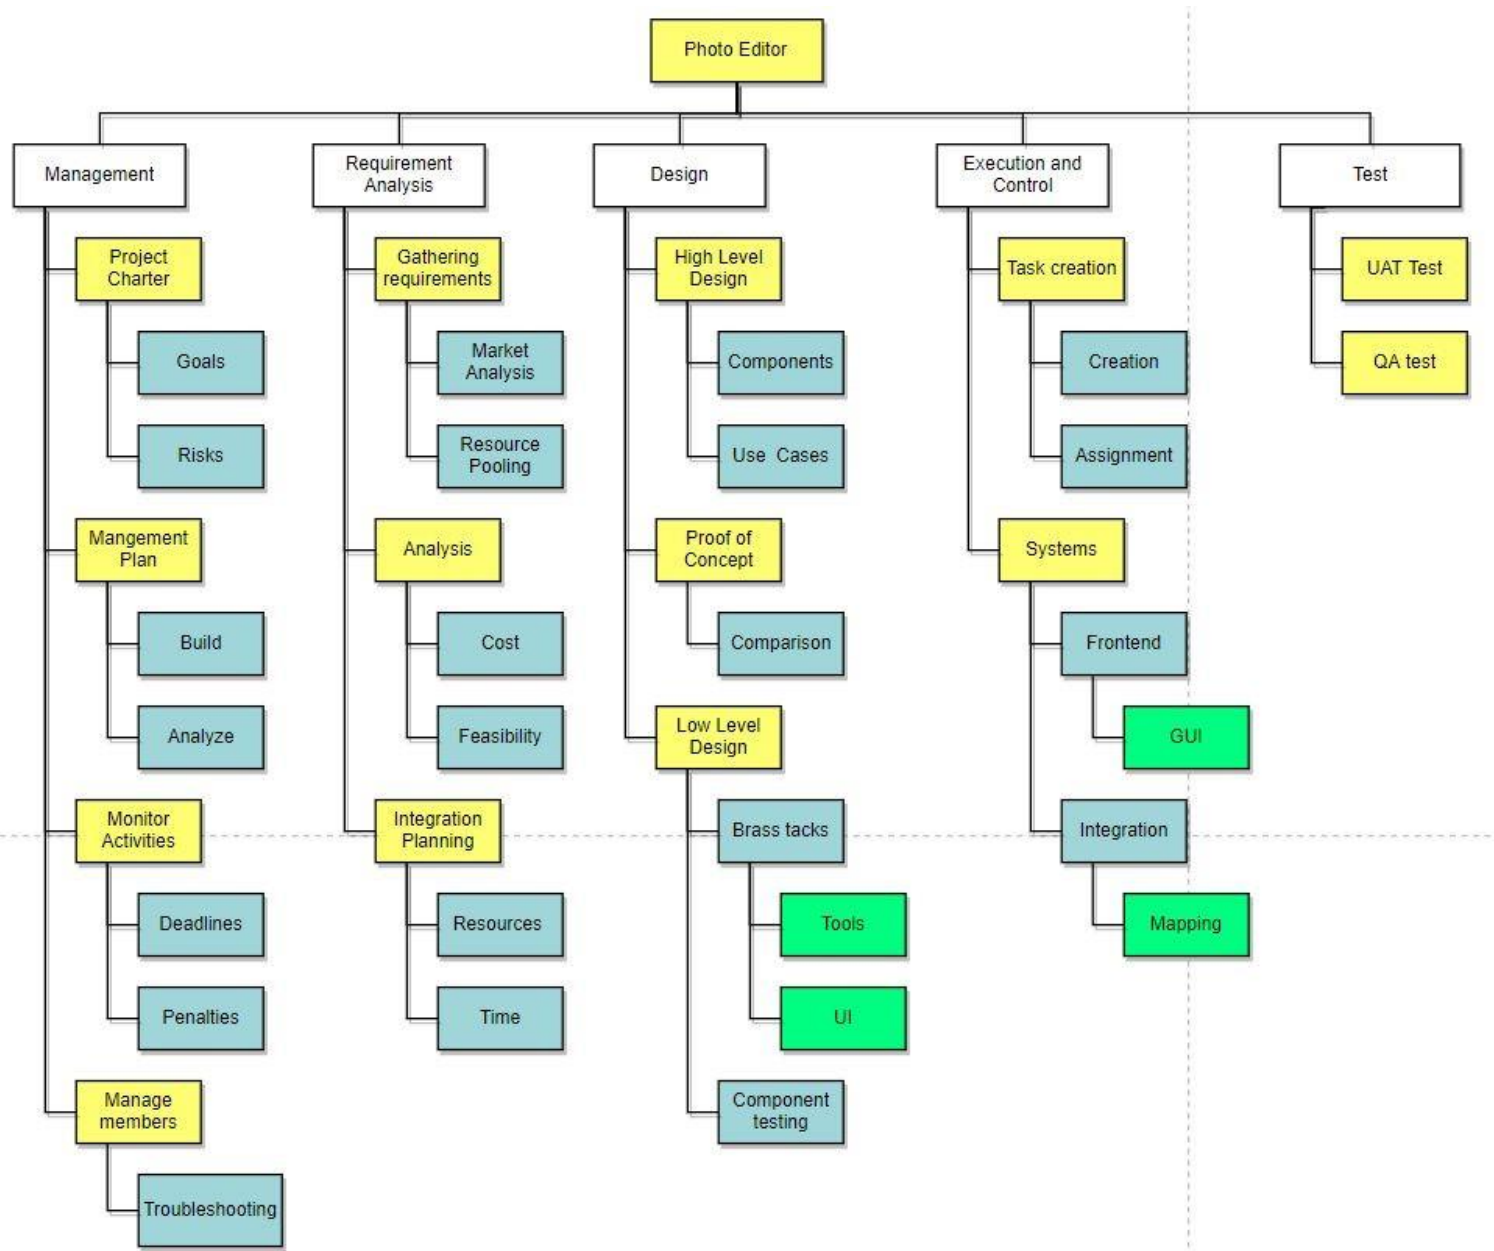 Photo Editor
Management
Requirement
Analysis
Design
Execution and
Control
Test
Project
Charter
Goals
Risks
Mangement
Plan
Build
Analyze
Monitor
Activities
Deadlines
Penalties
Manage
members
Troubleshooting
Gathering
requirements
Market
Analysis
Resource
Pooling
Analysis
Cost
Feasibility
Integration
Planning
Resources
Time
High Level
Design
Components
Use Cases
Proof of
Concept
Comparison
Low Level
Design
Brass tacks
Tools
UI
Component
testing
Task creation
Creation
Assignment
Systems
Frontend
GUI
Integration
Mapping
UAT Test
QA test